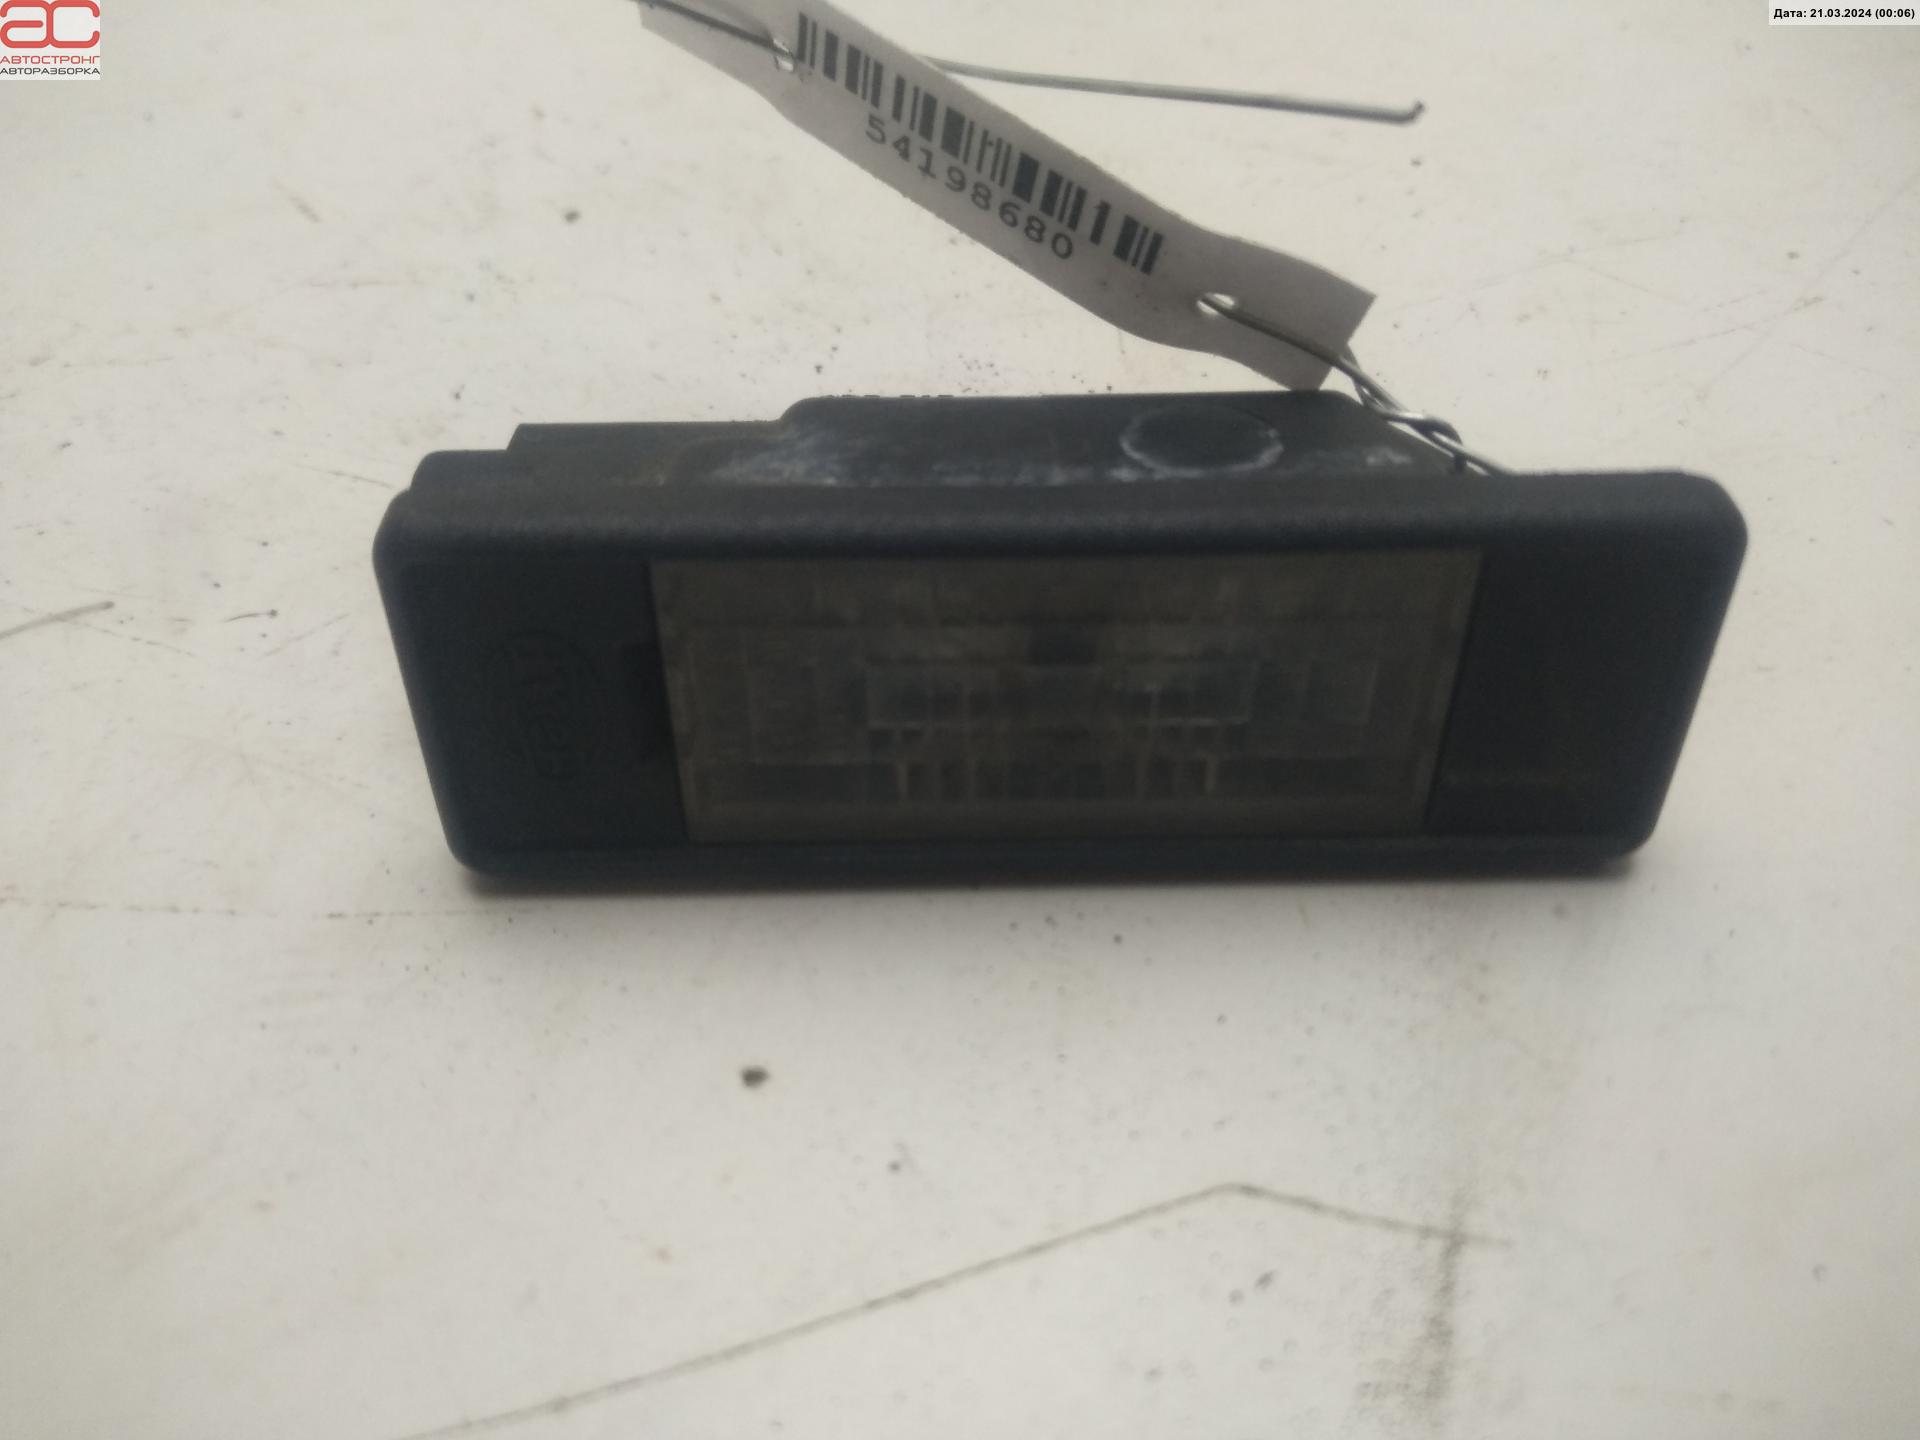 АС
АВТОСТРОНГ
АВТОРАЗБОРКА
Дата: 21.03.2024 (00:06)
54198680